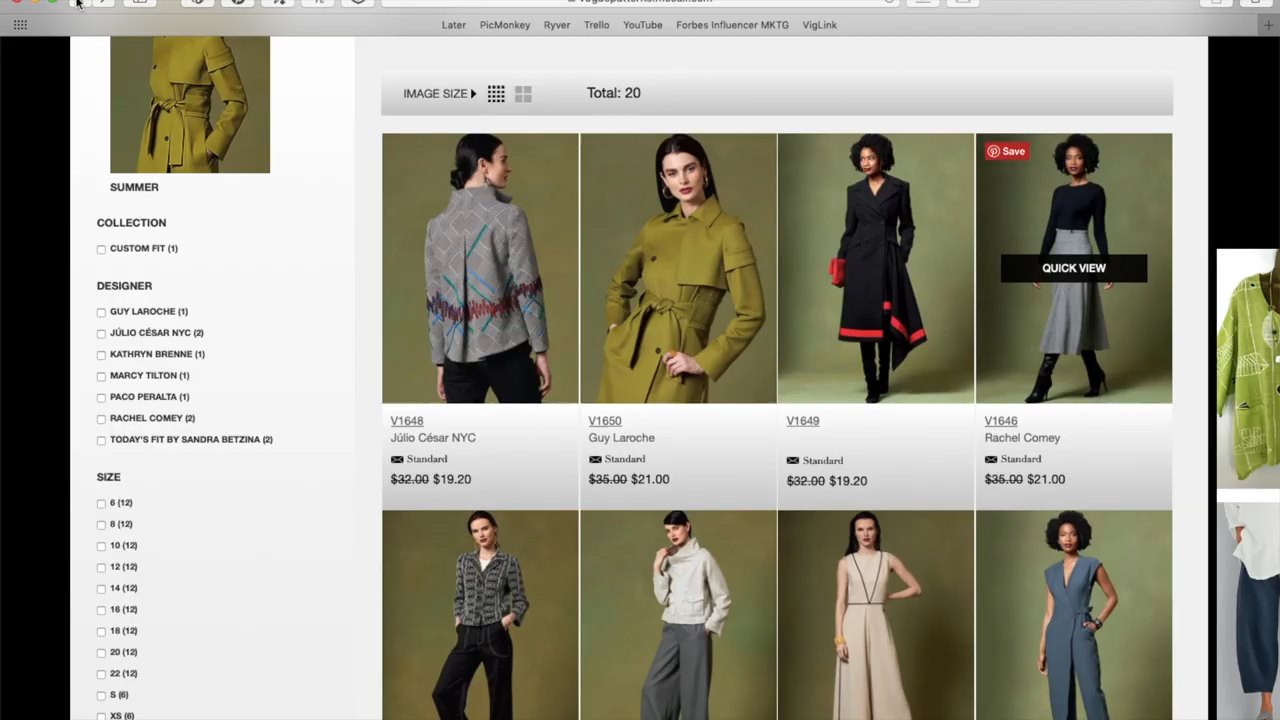 Later PicMonkey Ryver Trello YouTube Forbes Influencer MKTG VigLink
IMAGE SIZE Total: 20
SUMMER
COLLECTION
CUSTOM FIT (1)
DESIGNER
GUY LAROCHE (1)
JÚLIO CÉSAR NYC (2)
KATHRYN BRENNE (1)
MARCY TILTON (1)
PACO PERALTA (1)
RACHEL COMEY (2)
TODAY'S FIT BY SANDRA BETZINA (2)
SIZE
6 (12)
8 (12)
10 (12)
12 (12)
14 (12)
16 (12)
18 (12)
20 (12)
22 (12)
S (6)
XS (6)
Save
QUICK VIEW
V1648 V1650 V1649 V1646
Júlio César NYC Guy Laroche Rachel Comey
Standard Standard Standard Standard
$32.00 $19.20 $35.00 $21.00 $32.00 $19.20 $35.00 $21.00